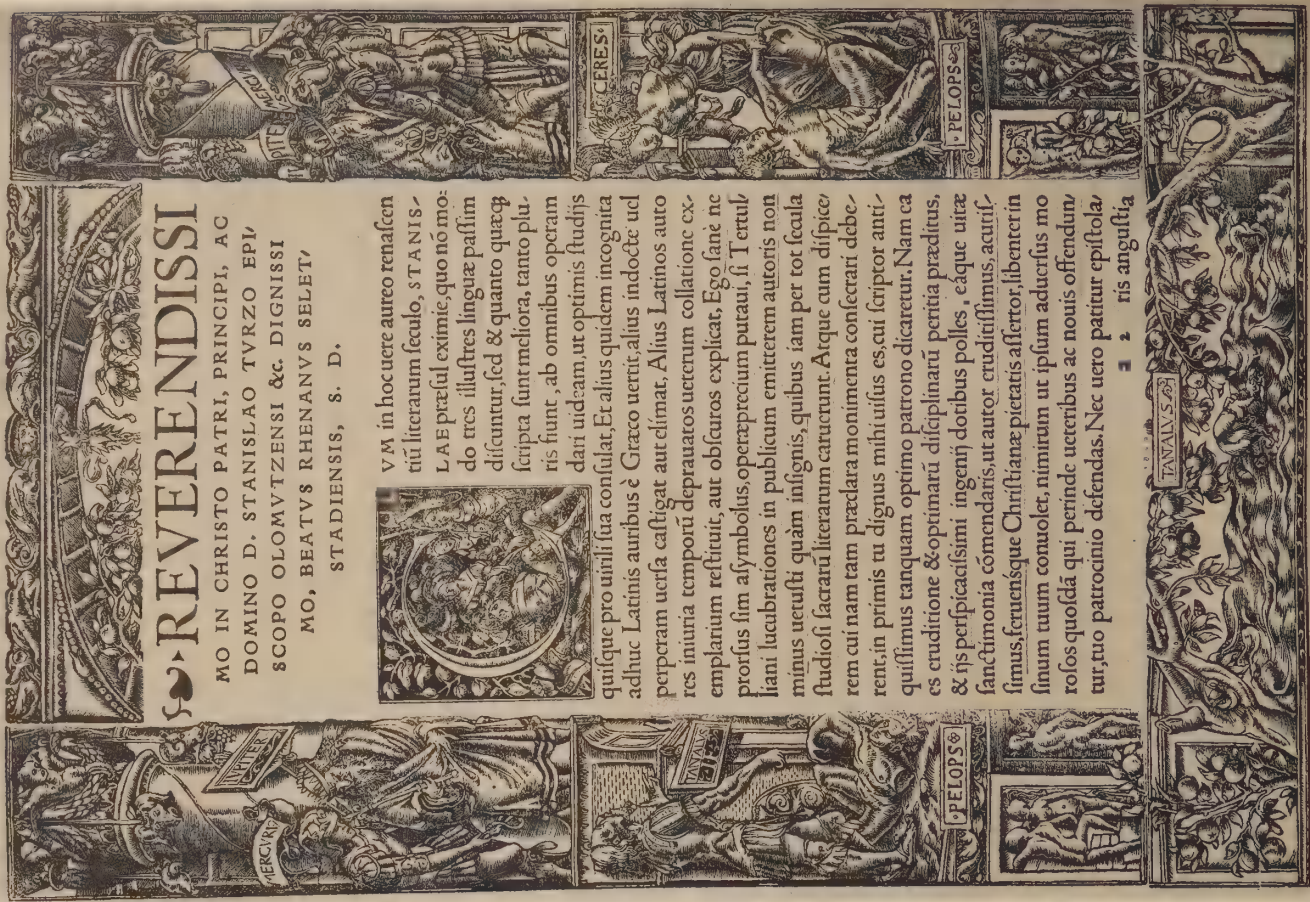 REVERENDISSI
MO IN CHRISTO PATRI, PRINCIPI, AC
DOMINO D. STANISLAO TVRZO EPI/
SCOPO OLOMVTZENSI &c. DIGNISSI
MO, BEATVS RHENANVS SELET/
STADIENSIS, S. D.
CVM in hoc uere aureo renaſcen
tiũ literarum ſeculo, STANIS-
LAE præſul eximie, quo nõ mo-
do tres illuſtres linguæ paſſim
diſcuntur, ſed & quanto quæq;
ſcripta ſunt meliora, tanto plu-
ris fiunt, ab omnibus operam
dari uideam, ut optimis ſtudijs
quiſque pro uirili ſua conſulat, Et alius quidem incognita
adhuc Latinis auribus è Græco uertit, alius indocte uel
perperam uerſa caſtigat aut elimat, Alius Latinos auto
res iniuria temporũ deprauatos ueterum collatione ex-
emplarium reſtituit, aut obſcuros explicat, Ego ſanè ne
prorſus ſim aſymbolus, operæprecium putaui, ſi Tertul/
liani lucubrationes in publicum emitterem autoris non
minus uetuſti quàm inſignis, quibus iam per tot ſecula
ſtudioſi ſacrarũ literarum caruerunt. Atque cum diſpice/
rem cui nam tam præclara monimenta conſecrari debe-
rent, in primis tu dignus mihi uiſus es, cui ſcriptor anti-
quiſſimus tanquam optimo patrono dicaretur. Nam ea
es eruditione & optimarũ diſciplinarũ peritia præditus,
& ijs perſpicaciſsimi ingenij dotibus polles, eáque uitæ
ſanctimonia cõmendaris, ut autor eruditiſſimus, acutiſ-
ſimus, feruensque Chriſtianæ pietatis aſſertor, libenter in
ſinum tuum conuolet, nimirum ut ipſum aduerſus mo
roſos quoſdã qui perinde ueteribus ac nouis offendun/
tur, tuo patrocinio defendas. Nec uero patitur epiſtola/
a 2 ris anguſtia
MERCVRI
IVPITER
TANTALVS
PELOPS
IVPITER
MERCV
CERES
PELOPS
TANALVS